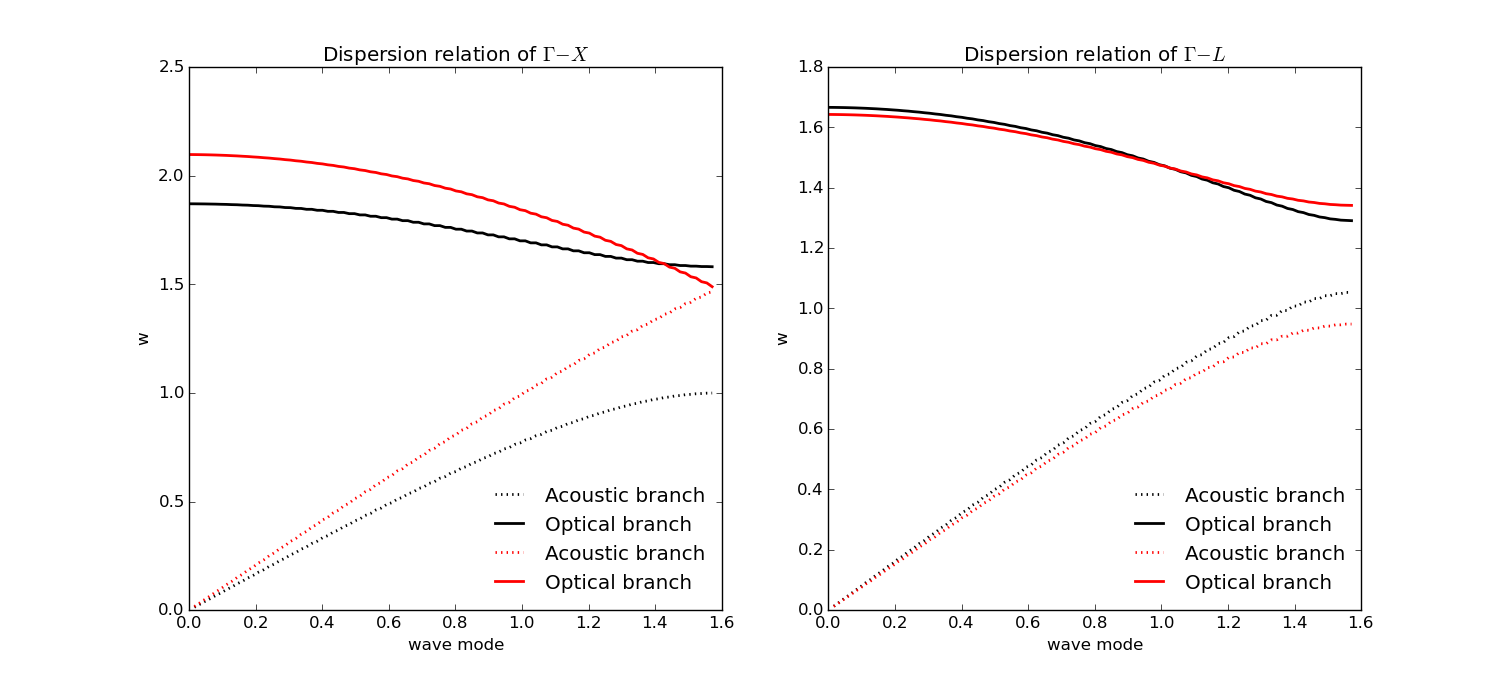 Dispersion relation of Γ−X
2.5
2.0
1.5
1.0
0.5
0.0
w
0.0 0.2 0.4 0.6 0.8 1.0 1.2 1.4 1.6
wave mode
Acoustic branch
Optical branch
Acoustic branch
Optical branch
Dispersion relation of Γ−L
1.8
1.6
1.4
1.2
1.0
0.8
0.6
0.4
0.2
0.0
w
0.0 0.2 0.4 0.6 0.8 1.0 1.2 1.4 1.6
wave mode
Acoustic branch
Optical branch
Acoustic branch
Optical branch